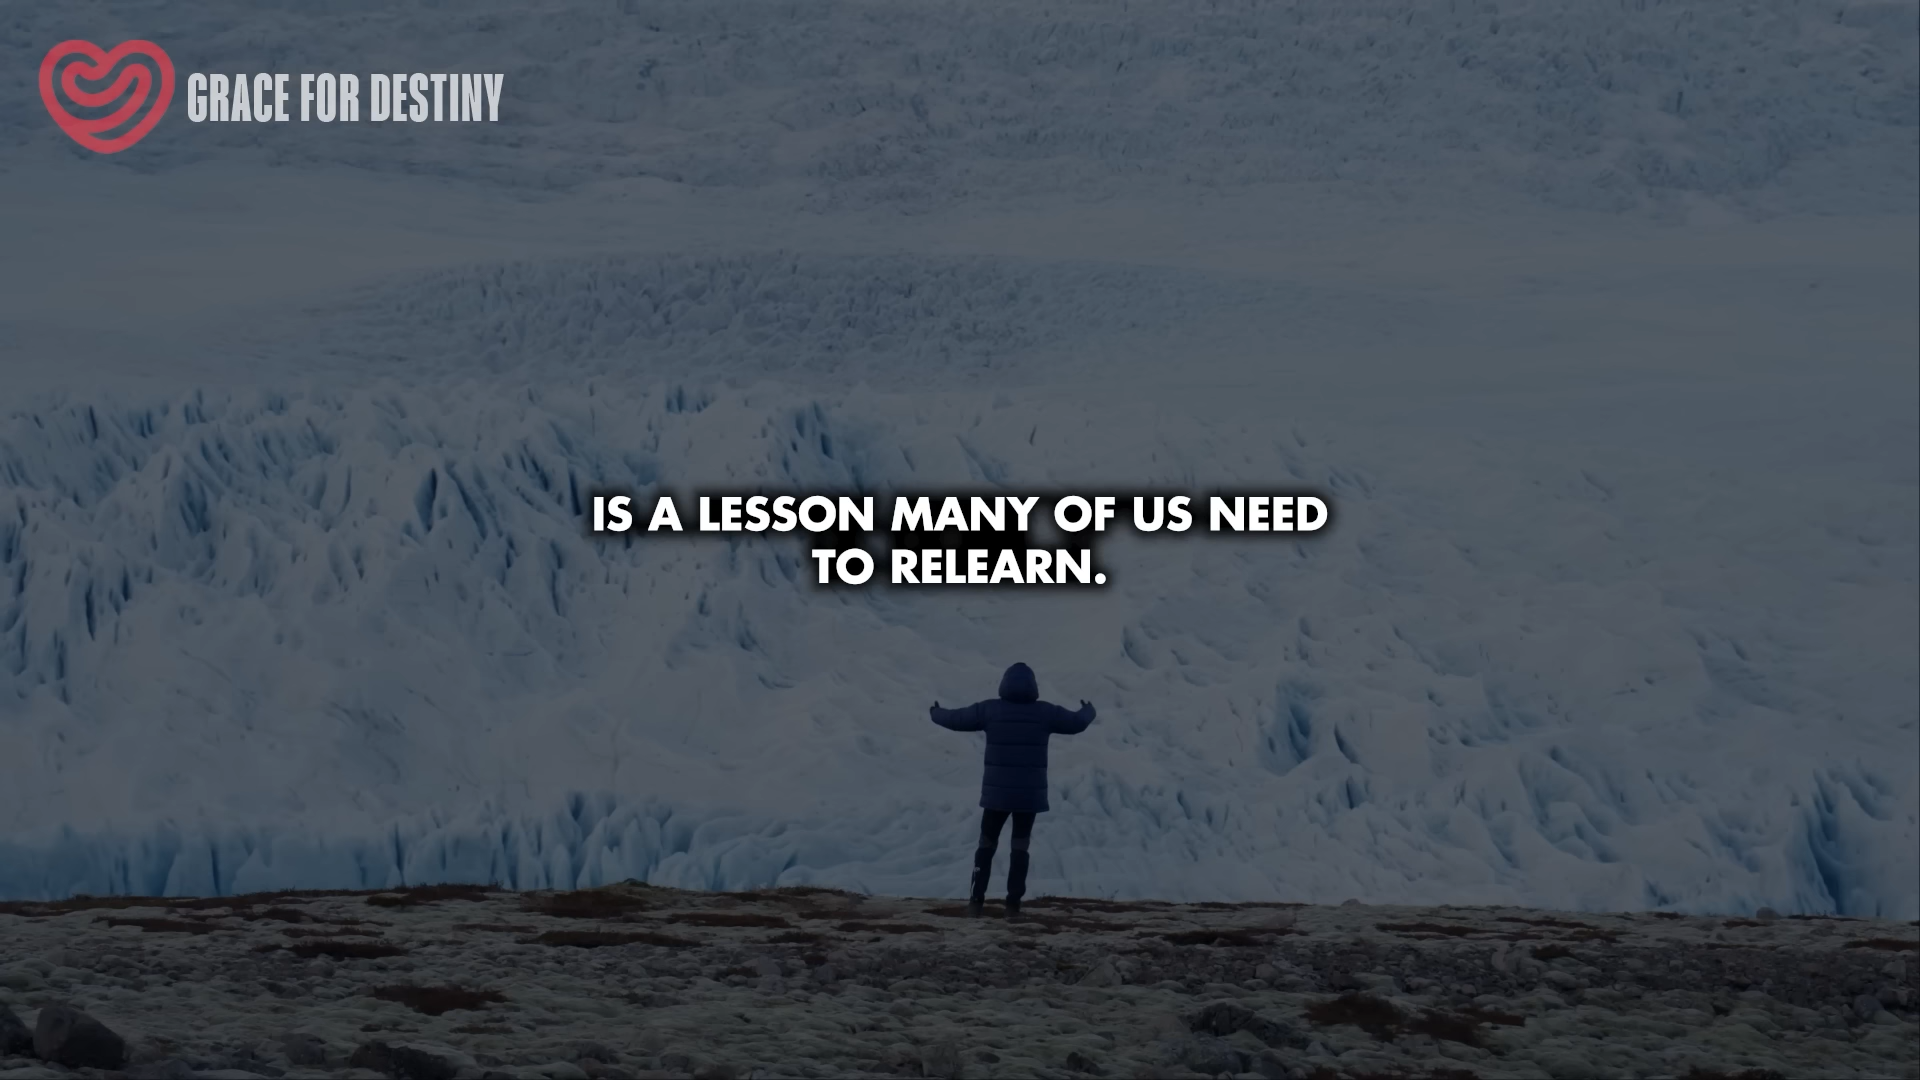 GRACE FOR DESTINY
IS A LESSON MANY OF US NEED
TO RELEARN.